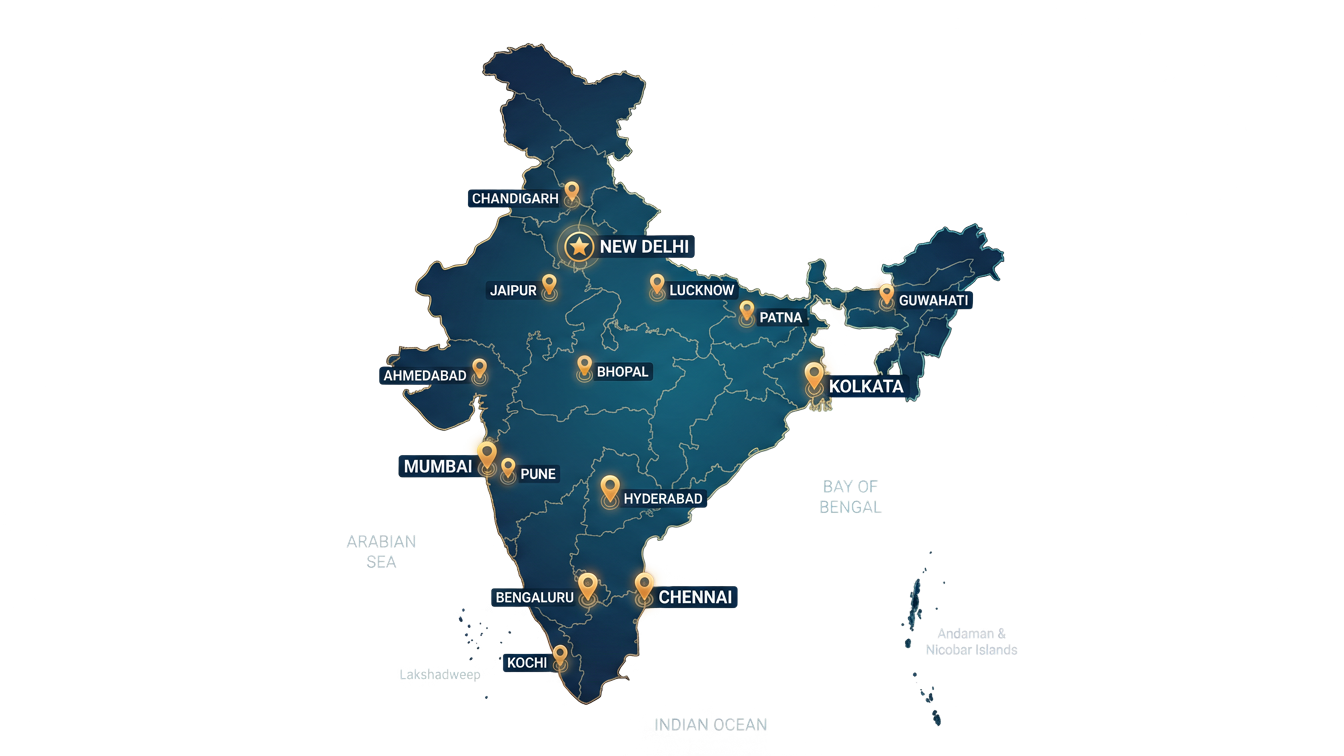 CHANDIGARH
NEW DELHI
JAIPUR
LUCKNOW
GUWAHATI
PATNA
AHMEDABAD
BHOPAL
KOLKATA
MUMBAI
PUNE
HYDERABAD
BAY OF
BENGAL
ARABIAN
SEA
BENGALURU
CHENNAI
Andaman &
Nicobar Islands
KOCHI
Lakshadweep
INDIAN OCEAN